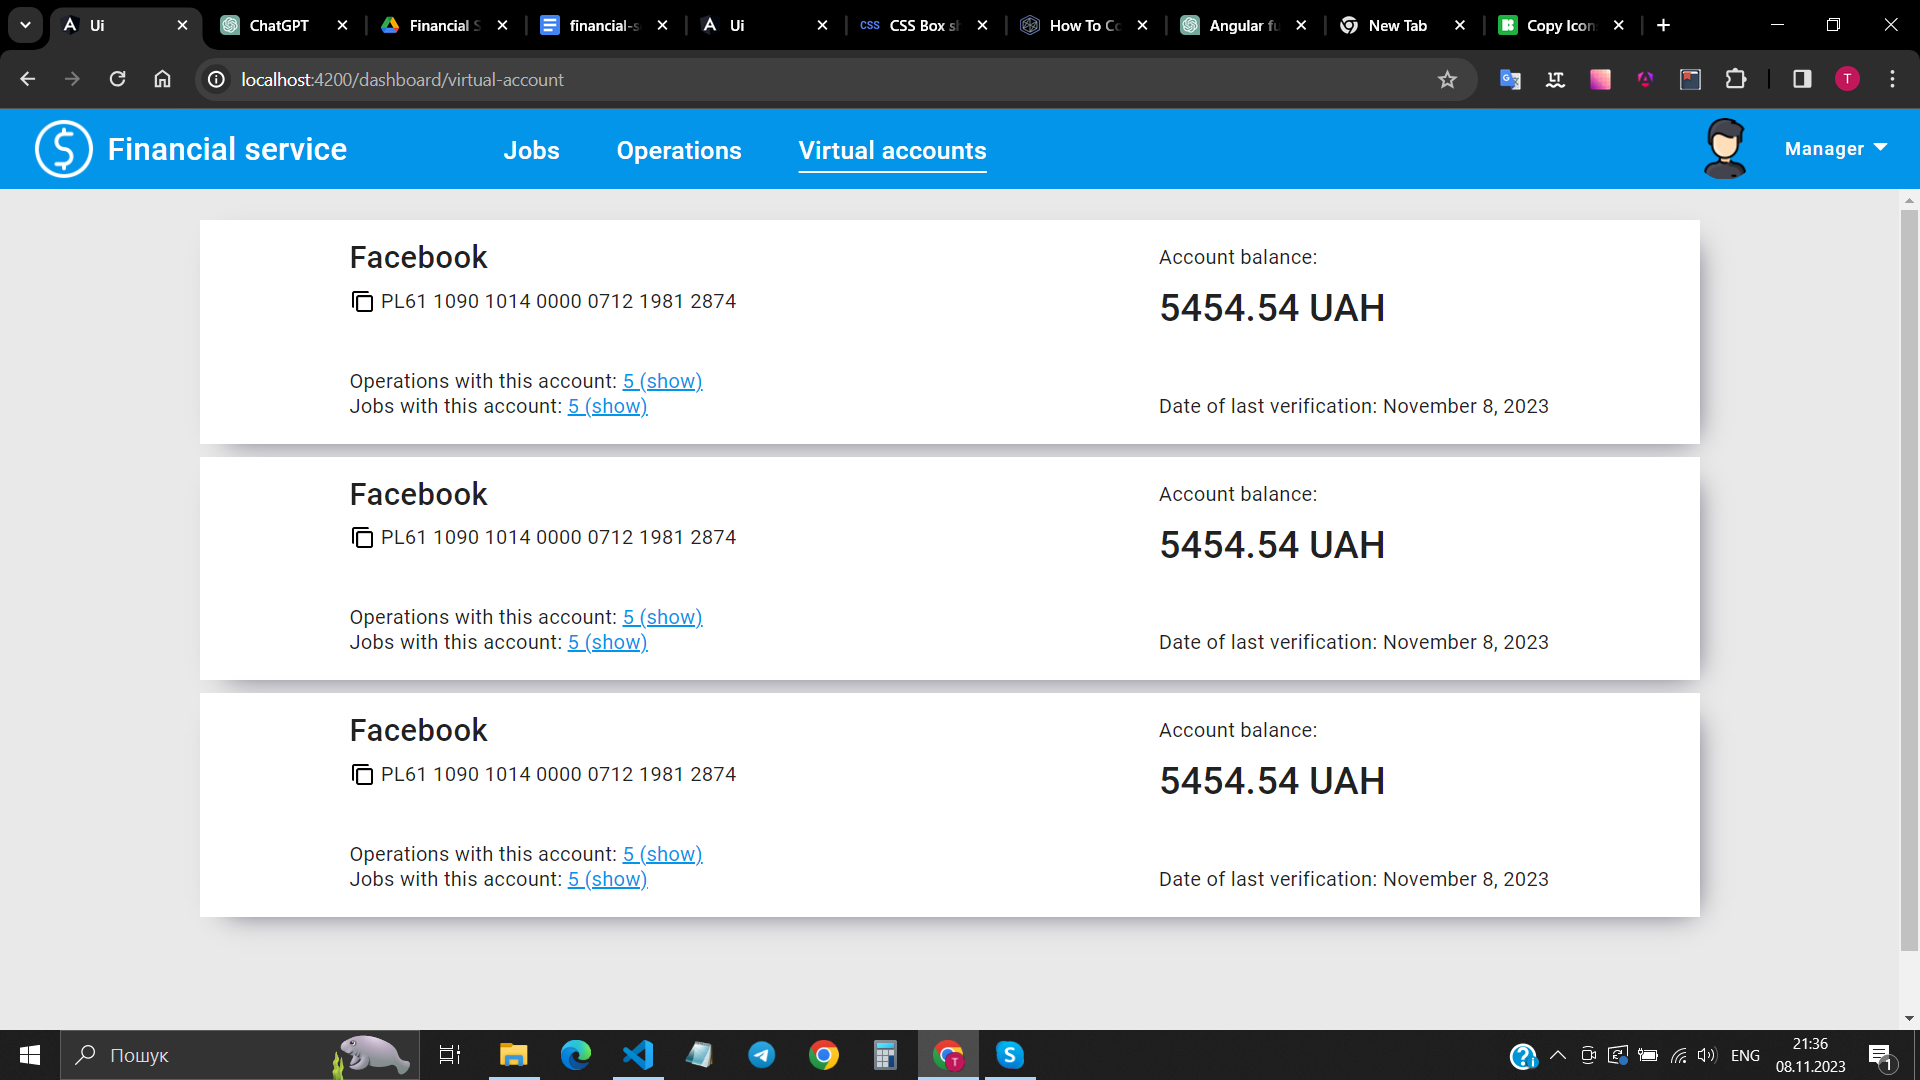 Ui
ChatGPT
Financial S
financial-s
Ui
CSS
CSS Box sh
How To Co
Angular fu
New Tab
Copy Icon
localhost:4200/dashboard/virtual-account
T
Financial service
Jobs
Operations
Virtual accounts
Manager
Facebook
Account balance:
PL61 1090 1014 0000 0712 1981 2874
5454.54 UAH
Operations with this account: 5 (show)
Jobs with this account: 5 (show)
Date of last verification: November 8, 2023
Facebook
Account balance:
PL61 1090 1014 0000 0712 1981 2874
5454.54 UAH
Operations with this account: 5 (show)
Jobs with this account: 5 (show)
Date of last verification: November 8, 2023
Facebook
Account balance:
PL61 1090 1014 0000 0712 1981 2874
5454.54 UAH
Operations with this account: 5 (show)
Jobs with this account: 5 (show)
Date of last verification: November 8, 2023
Пошук
ENG
21:36
08.11.2023
1